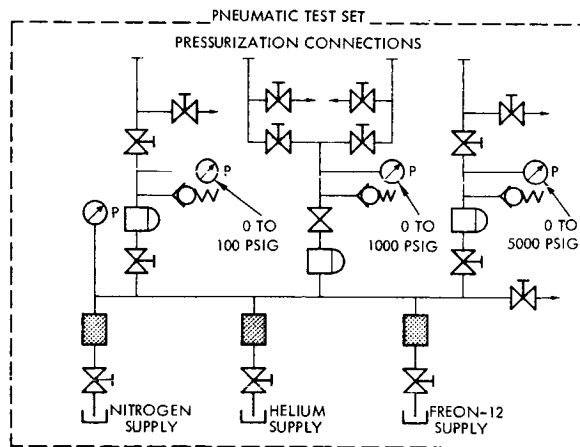 PNEUMATIC TEST SET
PRESSURIZATION CONNECTIONS
P
P
P
P
0 TO
100 PSIG
0 TO
1000 PSIG
0 TO
5000 PSIG
NITROGEN
SUPPLY
HELIUM
SUPPLY
FREON-12
SUPPLY